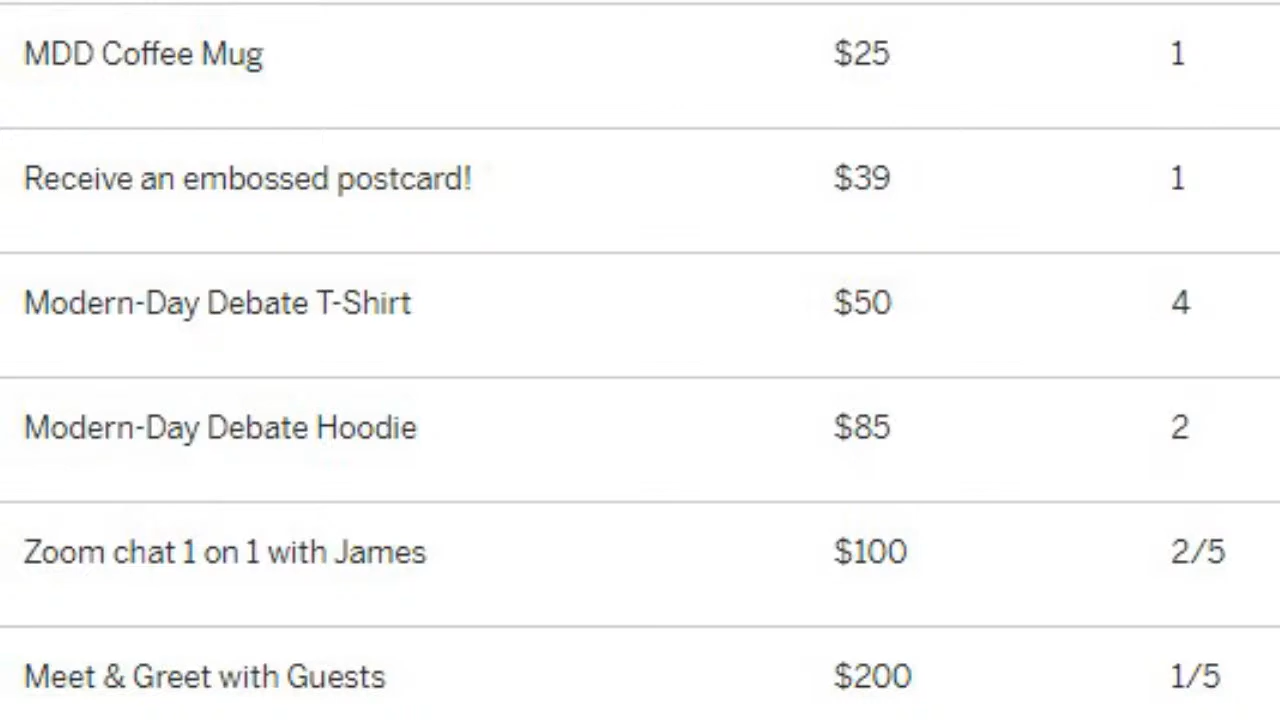 MDD Coffee Mug $25 1
Receive an embossed postcard! $39 1
Modern-Day Debate T-Shirt $50 4
Modern-Day Debate Hoodie $85 2
Zoom chat 1 on 1 with James $100 2/5
Meet & Greet with Guests $200 1/5